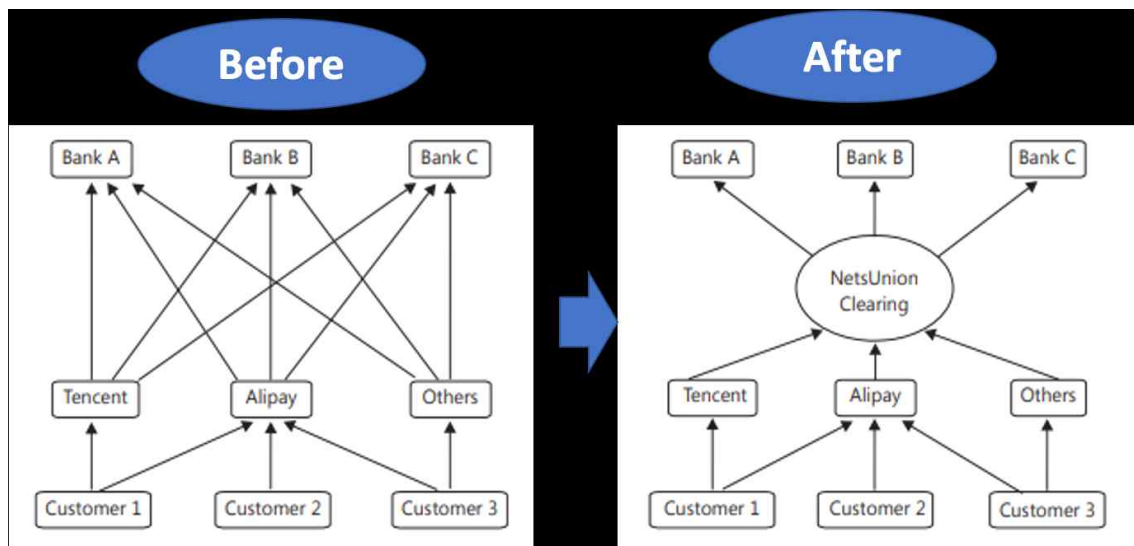 Before
After
Bank A
Bank B
Bank C
Tencent
Alipay
Others
Customer 1
Customer 2
Customer 3
Bank A
Bank B
Bank C
NetsUnion
Clearing
Tencent
Alipay
Others
Customer 1
Customer 2
Customer 3